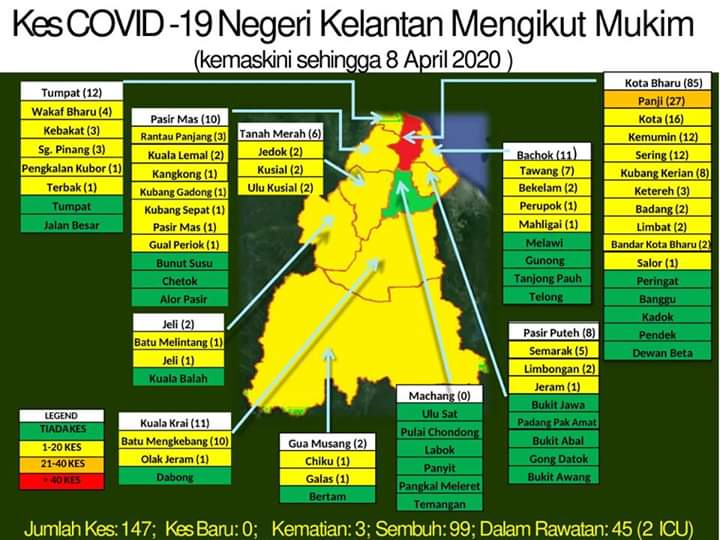 Kes COVID -19 Negeri Kelantan Mengikut Mukim
(kemaskini sehingga 8 April 2020 )
Tumpat (12)
Wakaf Bharu (4)
Kebakat (3)
Sg. Pinang (3)
Pengkalan Kubor (1)
Terbak (1)
Tumpat
Jalan Besar
Pasir Mas (10)
Rantau Panjang (3)
Kuala Lemal (2)
Kangkong (1)
Kubang Gadong (1)
Kubang Sepat (1)
Pasir Mas (1)
Gual Periok (1)
Bunut Susu
Chetok
Alor Pasir
Tanah Merah (6)
Jedok (2)
Kusial (2)
Ulu Kusial (2)
Bachok (11)
Tawang (7)
Bekelam (2)
Perupok (1)
Mahligai (1)
Melawi
Gunong
Tanjong Pauh
Telong
Kota Bharu (85)
Panji (27)
Kota (16)
Kemumin (12)
Sering (12)
Kubang Kerian (8)
Ketereh (3)
Badang (2)
Limbat (2)
Bandar Kota Bharu (2)
Salor (1)
Peringat
Banggu
Kadok
Pendek
Dewan Beta
Jeli (2)
Batu Melintang (1)
Jeli (1)
Kuala Balah
Pasir Puteh (8)
Semarak (5)
Limbongan (2)
Jeram (1)
Bukit Jawa
Padang Pak Amat
Bukit Abal
Gong Datok
Bukit Awang
LEGEND
TIADA KES
1-20 KES
21-40 KES
> 40 KES
Kuala Krai (11)
Batu Mengkebang (10)
Olak Jeram (1)
Dabong
Gua Musang (2)
Chiku (1)
Galas (1)
Bertam
Machang (0)
Ulu Sat
Pulai Chondong
Labok
Panyit
Pangkal Meleret
Temangan
Jumlah Kes: 147; Kes Baru: 0; Kematian: 3; Sembuh: 99; Dalam Rawatan: 45 (2 ICU)